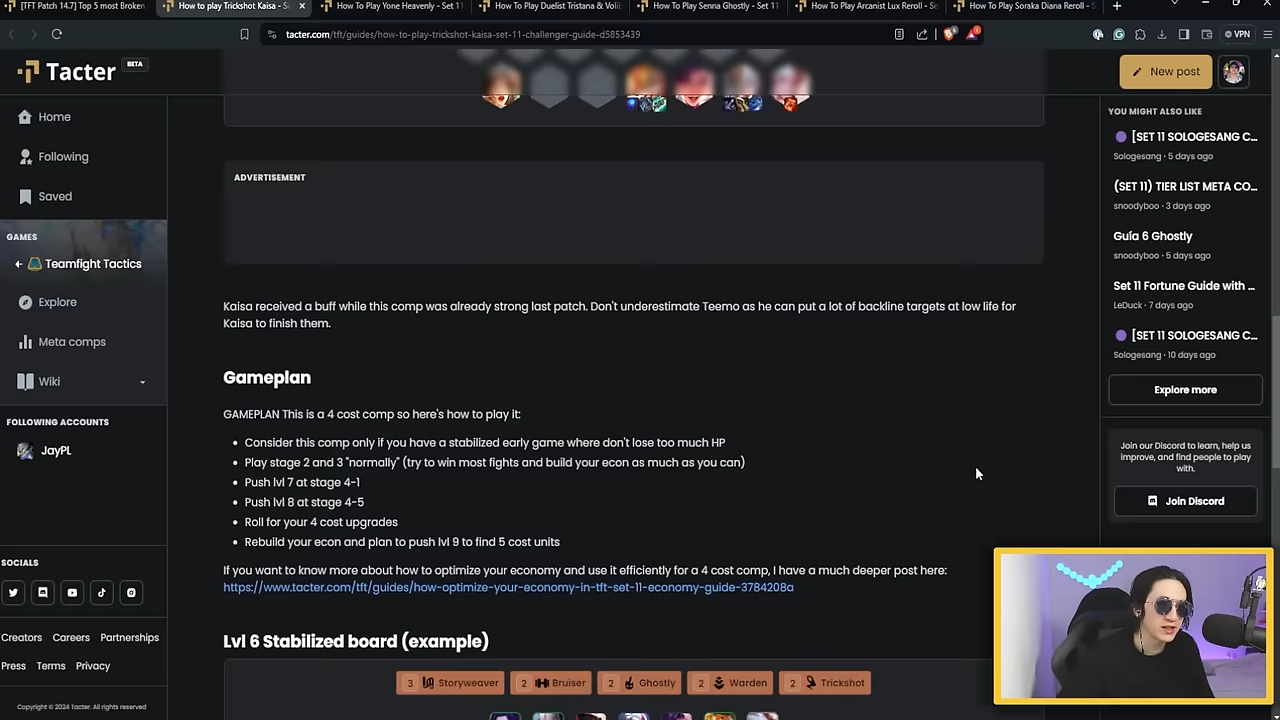 [TFT Patch 14.7] Top 5 most Broken
How to play Trickshot Kaisa - S
How To Play Yone Heavenly - Set 11
How To Play Duelist Tristana & Voli
How To Play Senna Ghostly - Set 11
How To Play Arcanist Lux Reroll - Se
How To Play Soraka Diana Reroll - S
tacter.com/tft/guides/how-to-play-trickshot-kaisa-set-11-challenger-guide-d5853439
VPN
Tacter BETA
New post
Home
Following
Saved
GAMES
Teamfight Tactics
Explore
Meta comps
Wiki
FOLLOWING ACCOUNTS
JayPL
SOCIALS
Creators Careers Partnerships
Press Terms Privacy
Copyright © 2024 Tacter. All rights reserved
ADVERTISEMENT
Kaisa received a buff while this comp was already strong last patch. Don't underestimate Teemo as he can put a lot of backline targets at low life for
Kaisa to finish them.
Gameplan
GAMEPLAN This is a 4 cost comp so here's how to play it:
Consider this comp only if you have a stabilized early game where don't lose too much HP
Play stage 2 and 3 "normally" (try to win most fights and build your econ as much as you can)
Push lvl 7 at stage 4-1
Push lvl 8 at stage 4-5
Roll for your 4 cost upgrades
Rebuild your econ and plan to push lvl 9 to find 5 cost units
If you want to know more about how to optimize your economy and use it efficiently for a 4 cost comp, I have a much deeper post here:
https://www.tacter.com/tft/guides/how-optimize-your-economy-in-tft-set-11-economy-guide-3784208a
Lvl 6 Stabilized board (example)
3 Storyweaver 2 Bruiser 2 Ghostly 2 Warden 2 Trickshot
YOU MIGHT ALSO LIKE
[SET 11 SOLOGESANG C...
Sologesang · 5 days ago
(SET 11) TIER LIST META CO...
snoodyboo · 3 days ago
Guía 6 Ghostly
snoodyboo · 5 days ago
Set 11 Fortune Guide with ...
LeDuck · 7 days ago
[SET 11 SOLOGESANG C...
Sologesang · 10 days ago
Explore more
Join our Discord to learn, help us
improve, and find people to play
with.
Join Discord